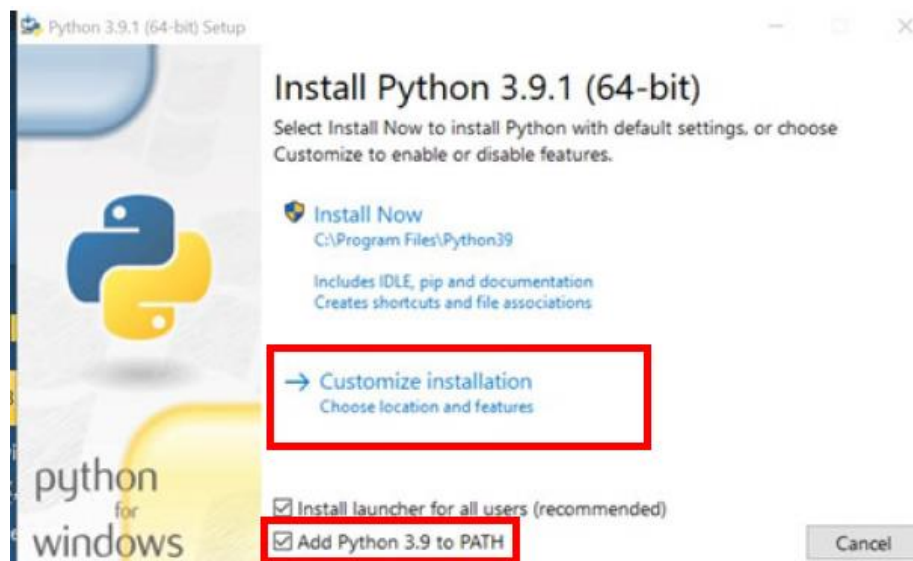 Python 3.9.1 (64-bit) Setup
Install Python 3.9.1 (64-bit)
Select Install Now to install Python with default settings, or choose
Customize to enable or disable features.
Install Now
C:\Program Files\Python39
Includes IDLE, pip and documentation
Creates shortcuts and file associations
→ Customize installation
Choose location and features
python
for
windows
Install launcher for all users (recommended)
Add Python 3.9 to PATH
Cancel